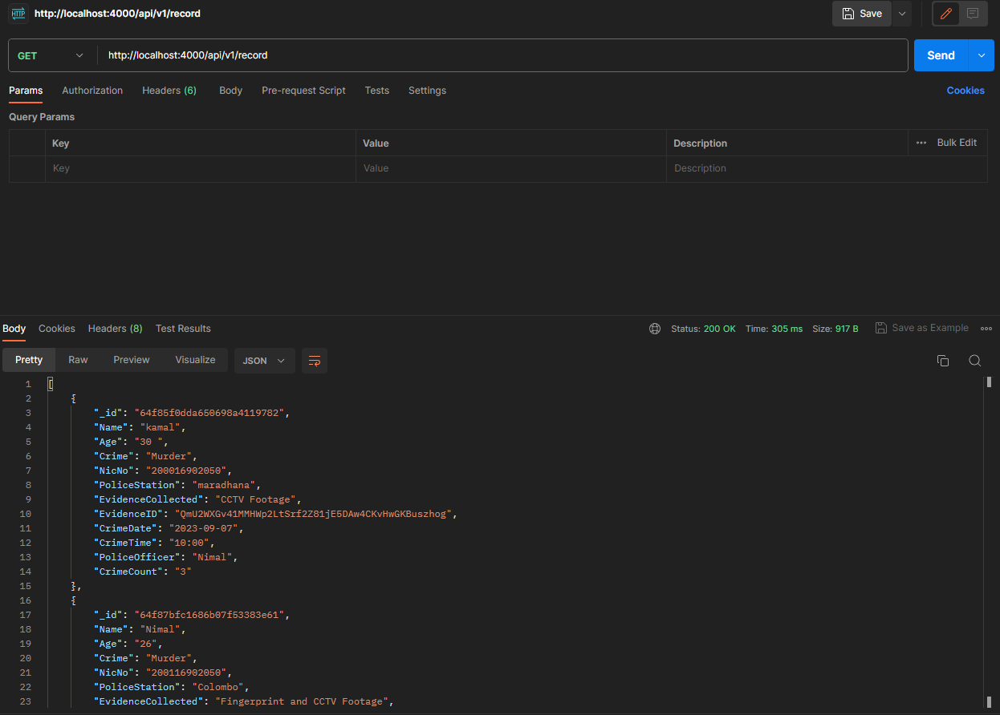 HTTP http://localhost:4000/api/v1/record
Save
GET http://localhost:4000/api/v1/record
Send
Params Authorization Headers (6) Body Pre-request Script Tests Settings Cookies
Query Params
Key Value Description ••• Bulk Edit
Key Value Description
Body Cookies Headers (8) Test Results Status: 200 OK Time: 305 ms Size: 917 B Save as Example •••
Pretty Raw Preview Visualize JSON
1 [
2 {
3 "_id": "64f85f0dda650698a4119782",
4 "Name": "kamal",
5 "Age": "30 ",
6 "Crime": "Murder",
7 "NicNo": "200016902050",
8 "PoliceStation": "maradhana",
9 "EvidenceCollected": "CCTV Footage",
10 "EvidenceID": "QmU2WXGv41MMHWp2LtSrf2Z81jE5DAw4CKvHwGKBuszhog",
11 "CrimeDate": "2023-09-07",
12 "CrimeTime": "10:00",
13 "PoliceOfficer": "Nimal",
14 "CrimeCount": "3"
15 },
16 {
17 "_id": "64f87bfc1686b07f53383e61",
18 "Name": "Nimal",
19 "Age": "26",
20 "Crime": "Murder",
21 "NicNo": "200116902050",
22 "PoliceStation": "Colombo",
23 "EvidenceCollected": "Fingerprint and CCTV Footage",